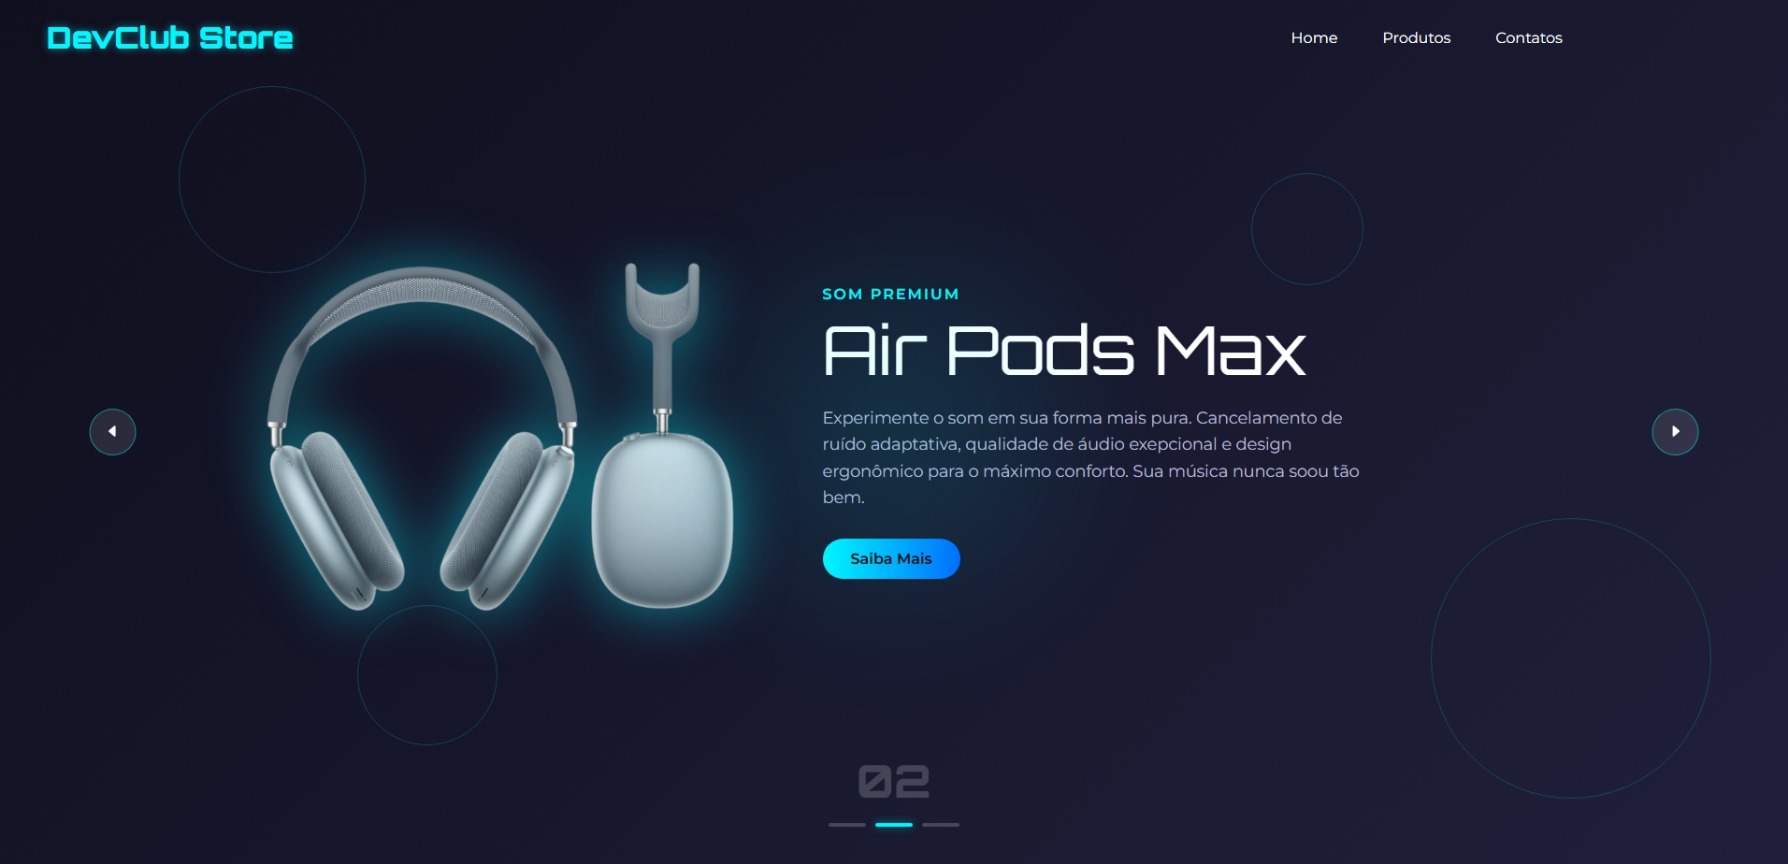 DevClub Store
Home Produtos Contatos
SOM PREMIUM
Air Pods Max
Experimente o som em sua forma mais pura. Cancelamento de
ruído adaptativa, qualidade de áudio exepcional e design
ergonômico para o máximo conforto. Sua música nunca soou tão
bem.
Saiba Mais
02